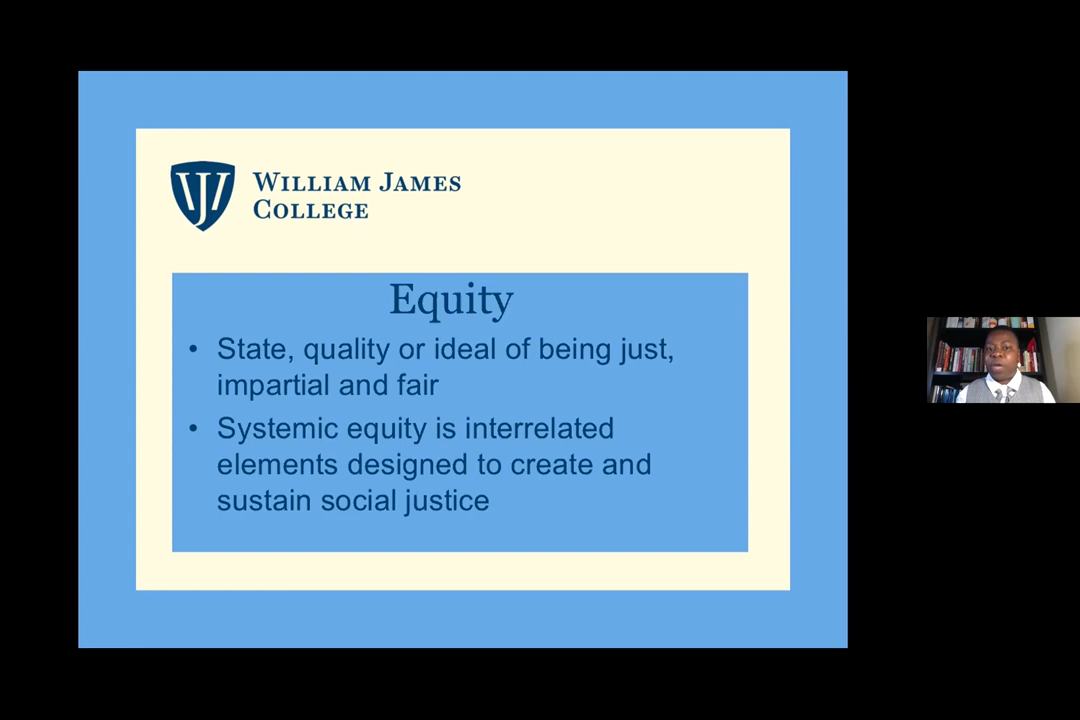 WILLIAM JAMES
COLLEGE
Equity
• State, quality or ideal of being just,
impartial and fair
• Systemic equity is interrelated
elements designed to create and
sustain social justice